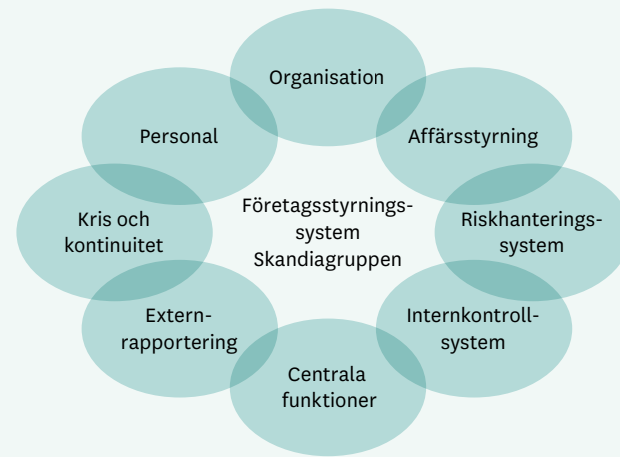 Organisation
Personal
Affärsstyrning
Kris och
kontinuitet
Företagsstyrnings-
system
Skandiagruppen
Riskhanterings-
system
Extern-
rapportering
Internkontroll-
system
Centrala
funktioner